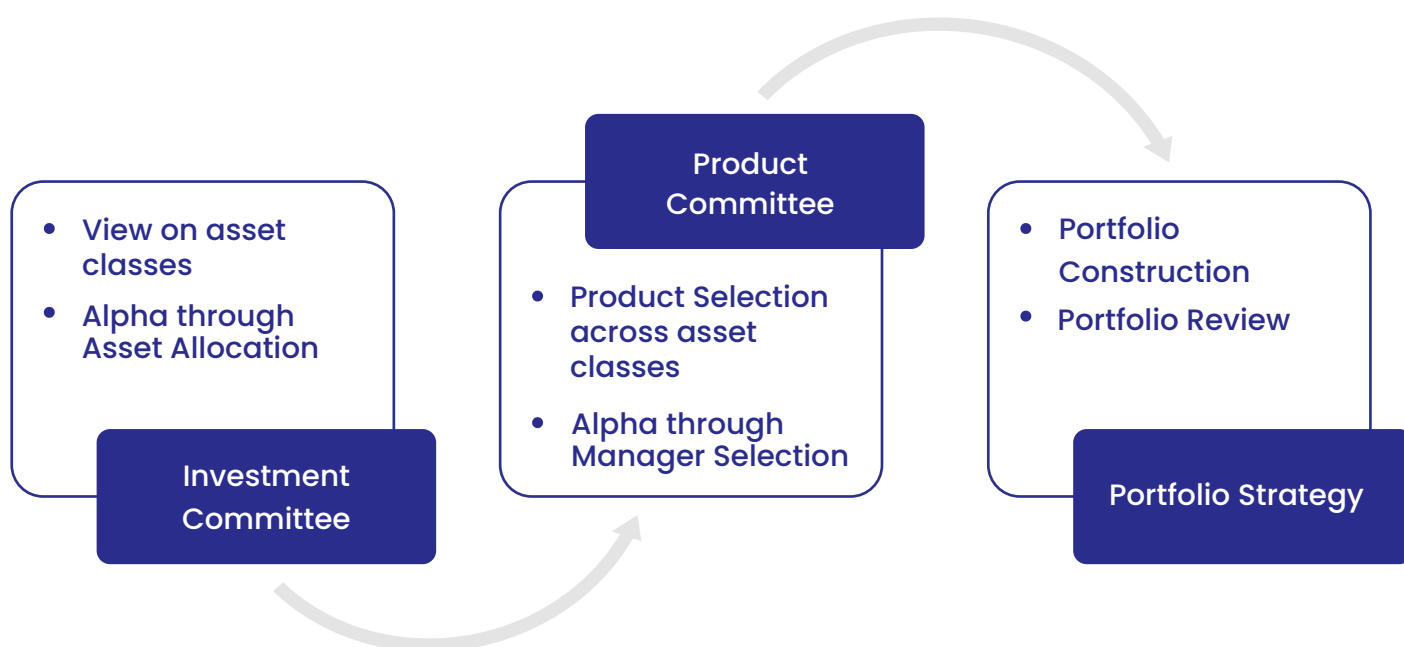 • View on asset
classes
• Alpha through
Asset Allocation
Investment
Committee
Product
Committee
• Product Selection
across asset
classes
• Alpha through
Manager Selection
• Portfolio
Construction
• Portfolio Review
Portfolio Strategy